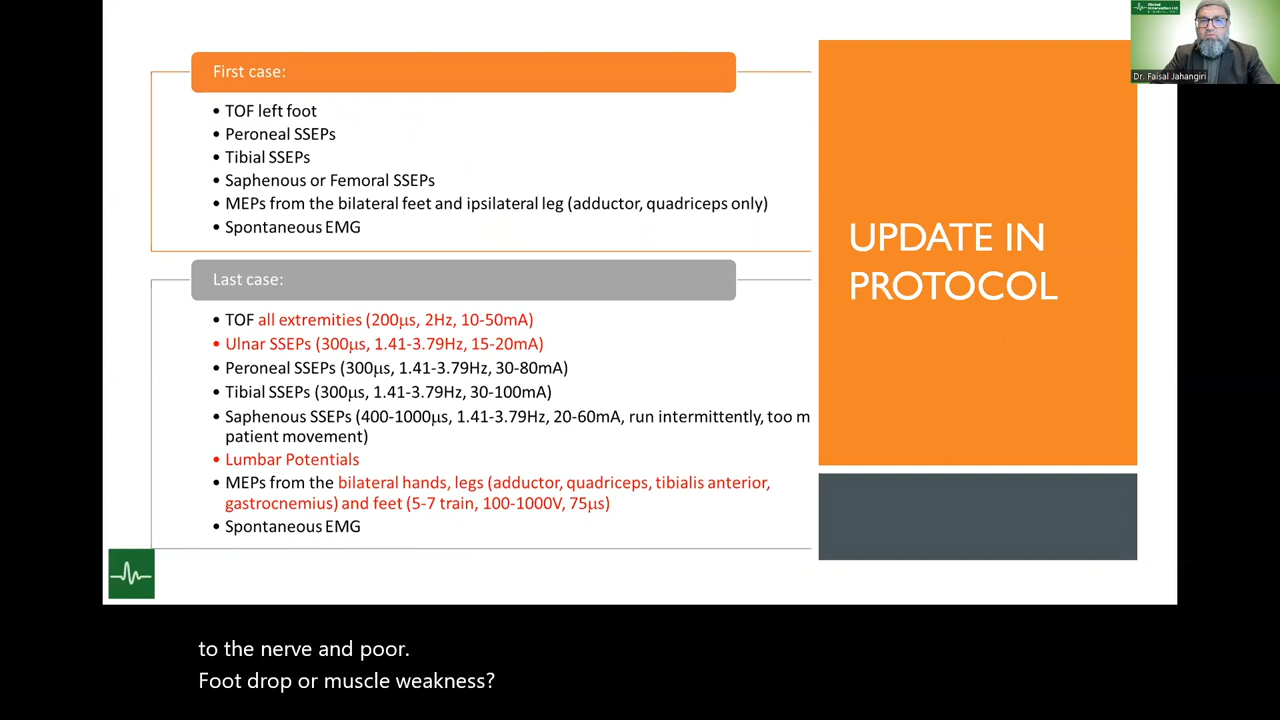 First case:
• TOF left foot
• Peroneal SSEPs
• Tibial SSEPs
• Saphenous or Femoral SSEPs
• MEPs from the bilateral feet and ipsilateral leg (adductor, quadriceps only)
• Spontaneous EMG
Last case:
• TOF all extremities (200µs, 2Hz, 10-50mA)
• Ulnar SSEPs (300µs, 1.41-3.79Hz, 15-20mA)
• Peroneal SSEPs (300µs, 1.41-3.79Hz, 30-80mA)
• Tibial SSEPs (300µs, 1.41-3.79Hz, 30-100mA)
• Saphenous SSEPs (400-1000µs, 1.41-3.79Hz, 20-60mA, run intermittently, too m
patient movement)
• Lumbar Potentials
• MEPs from the bilateral hands, legs (adductor, quadriceps, tibialis anterior,
gastrocnemius) and feet (5-7 train, 100-1000V, 75µs)
• Spontaneous EMG
UPDATE IN
PROTOCOL
Dr. Faisal Jahangiri
to the nerve and poor.
Foot drop or muscle weakness?